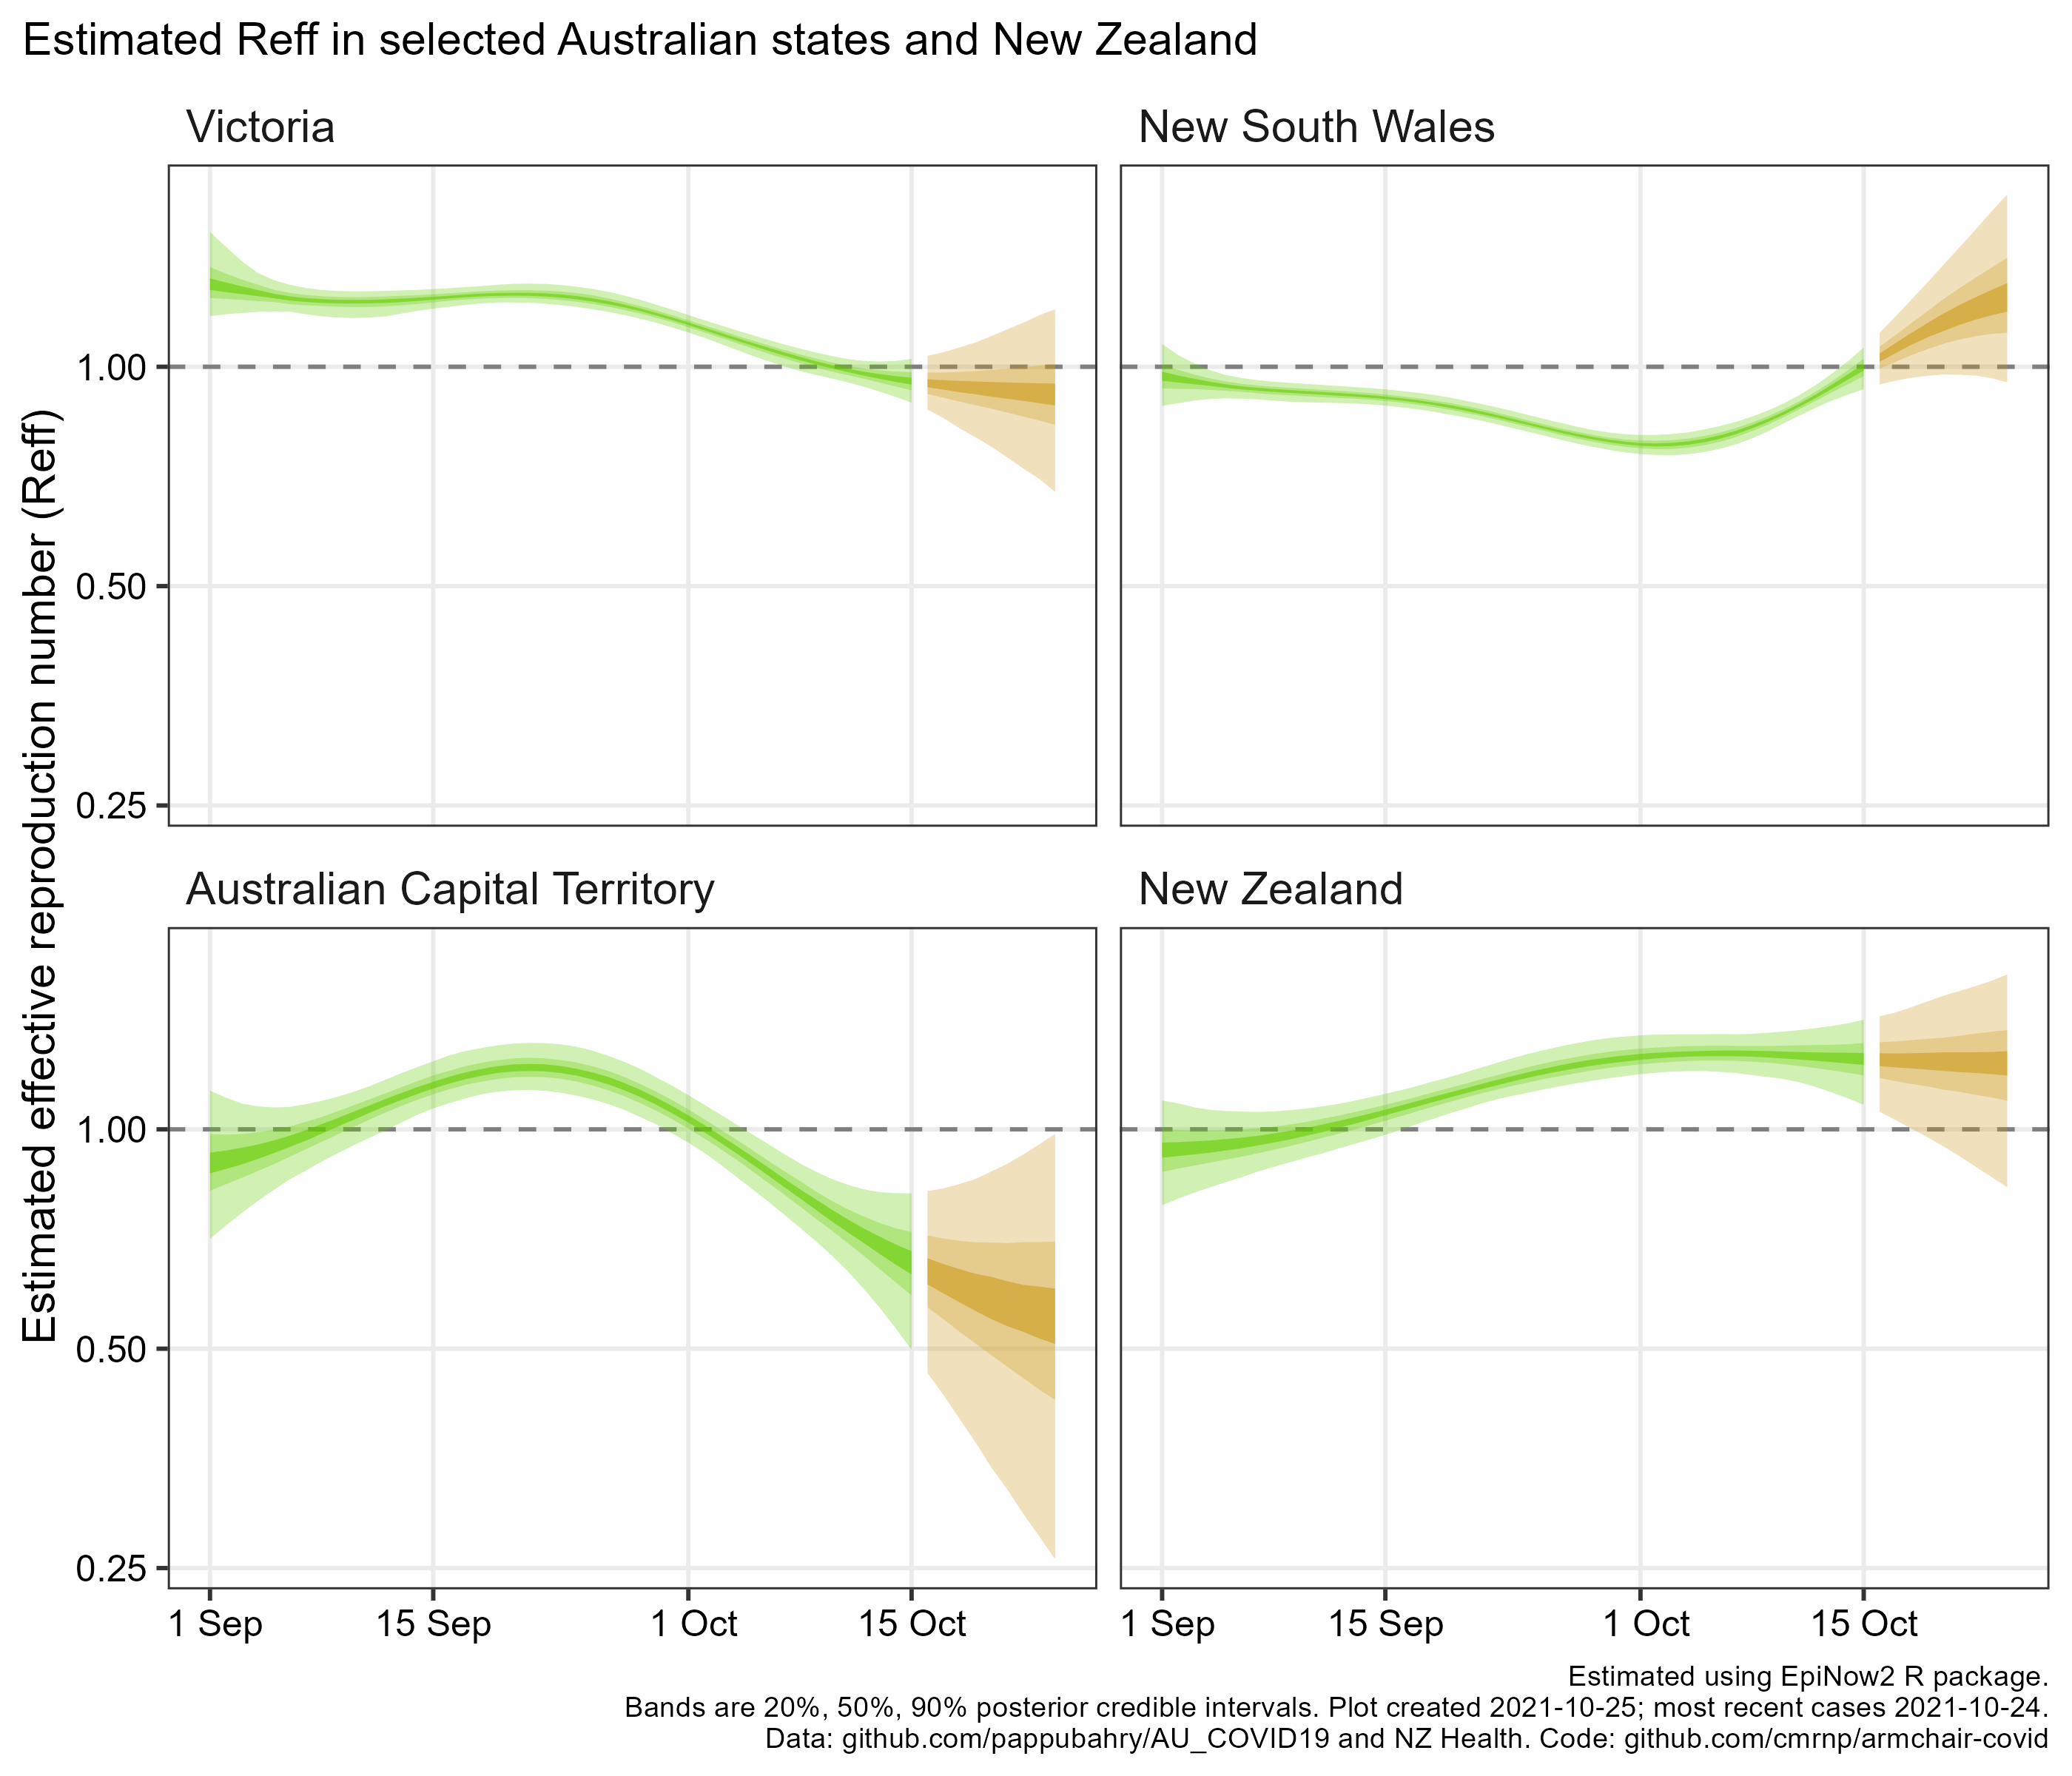 Estimated Reff in selected Australian states and New Zealand
Victoria
New South Wales
Estimated effective reproduction number (Reff)
1.00
0.50
0.25
Australian Capital Territory
New Zealand
1.00
0.50
0.25
1 Sep
15 Sep
1 Oct
15 Oct
1 Sep
15 Sep
1 Oct
15 Oct
Estimated using EpiNow2 R package.
Bands are 20%, 50%, 90% posterior credible intervals. Plot created 2021-10-25; most recent cases 2021-10-24.
Data: github.com/pappubahry/AU_COVID19 and NZ Health. Code: github.com/cmrnp/armchair-covid